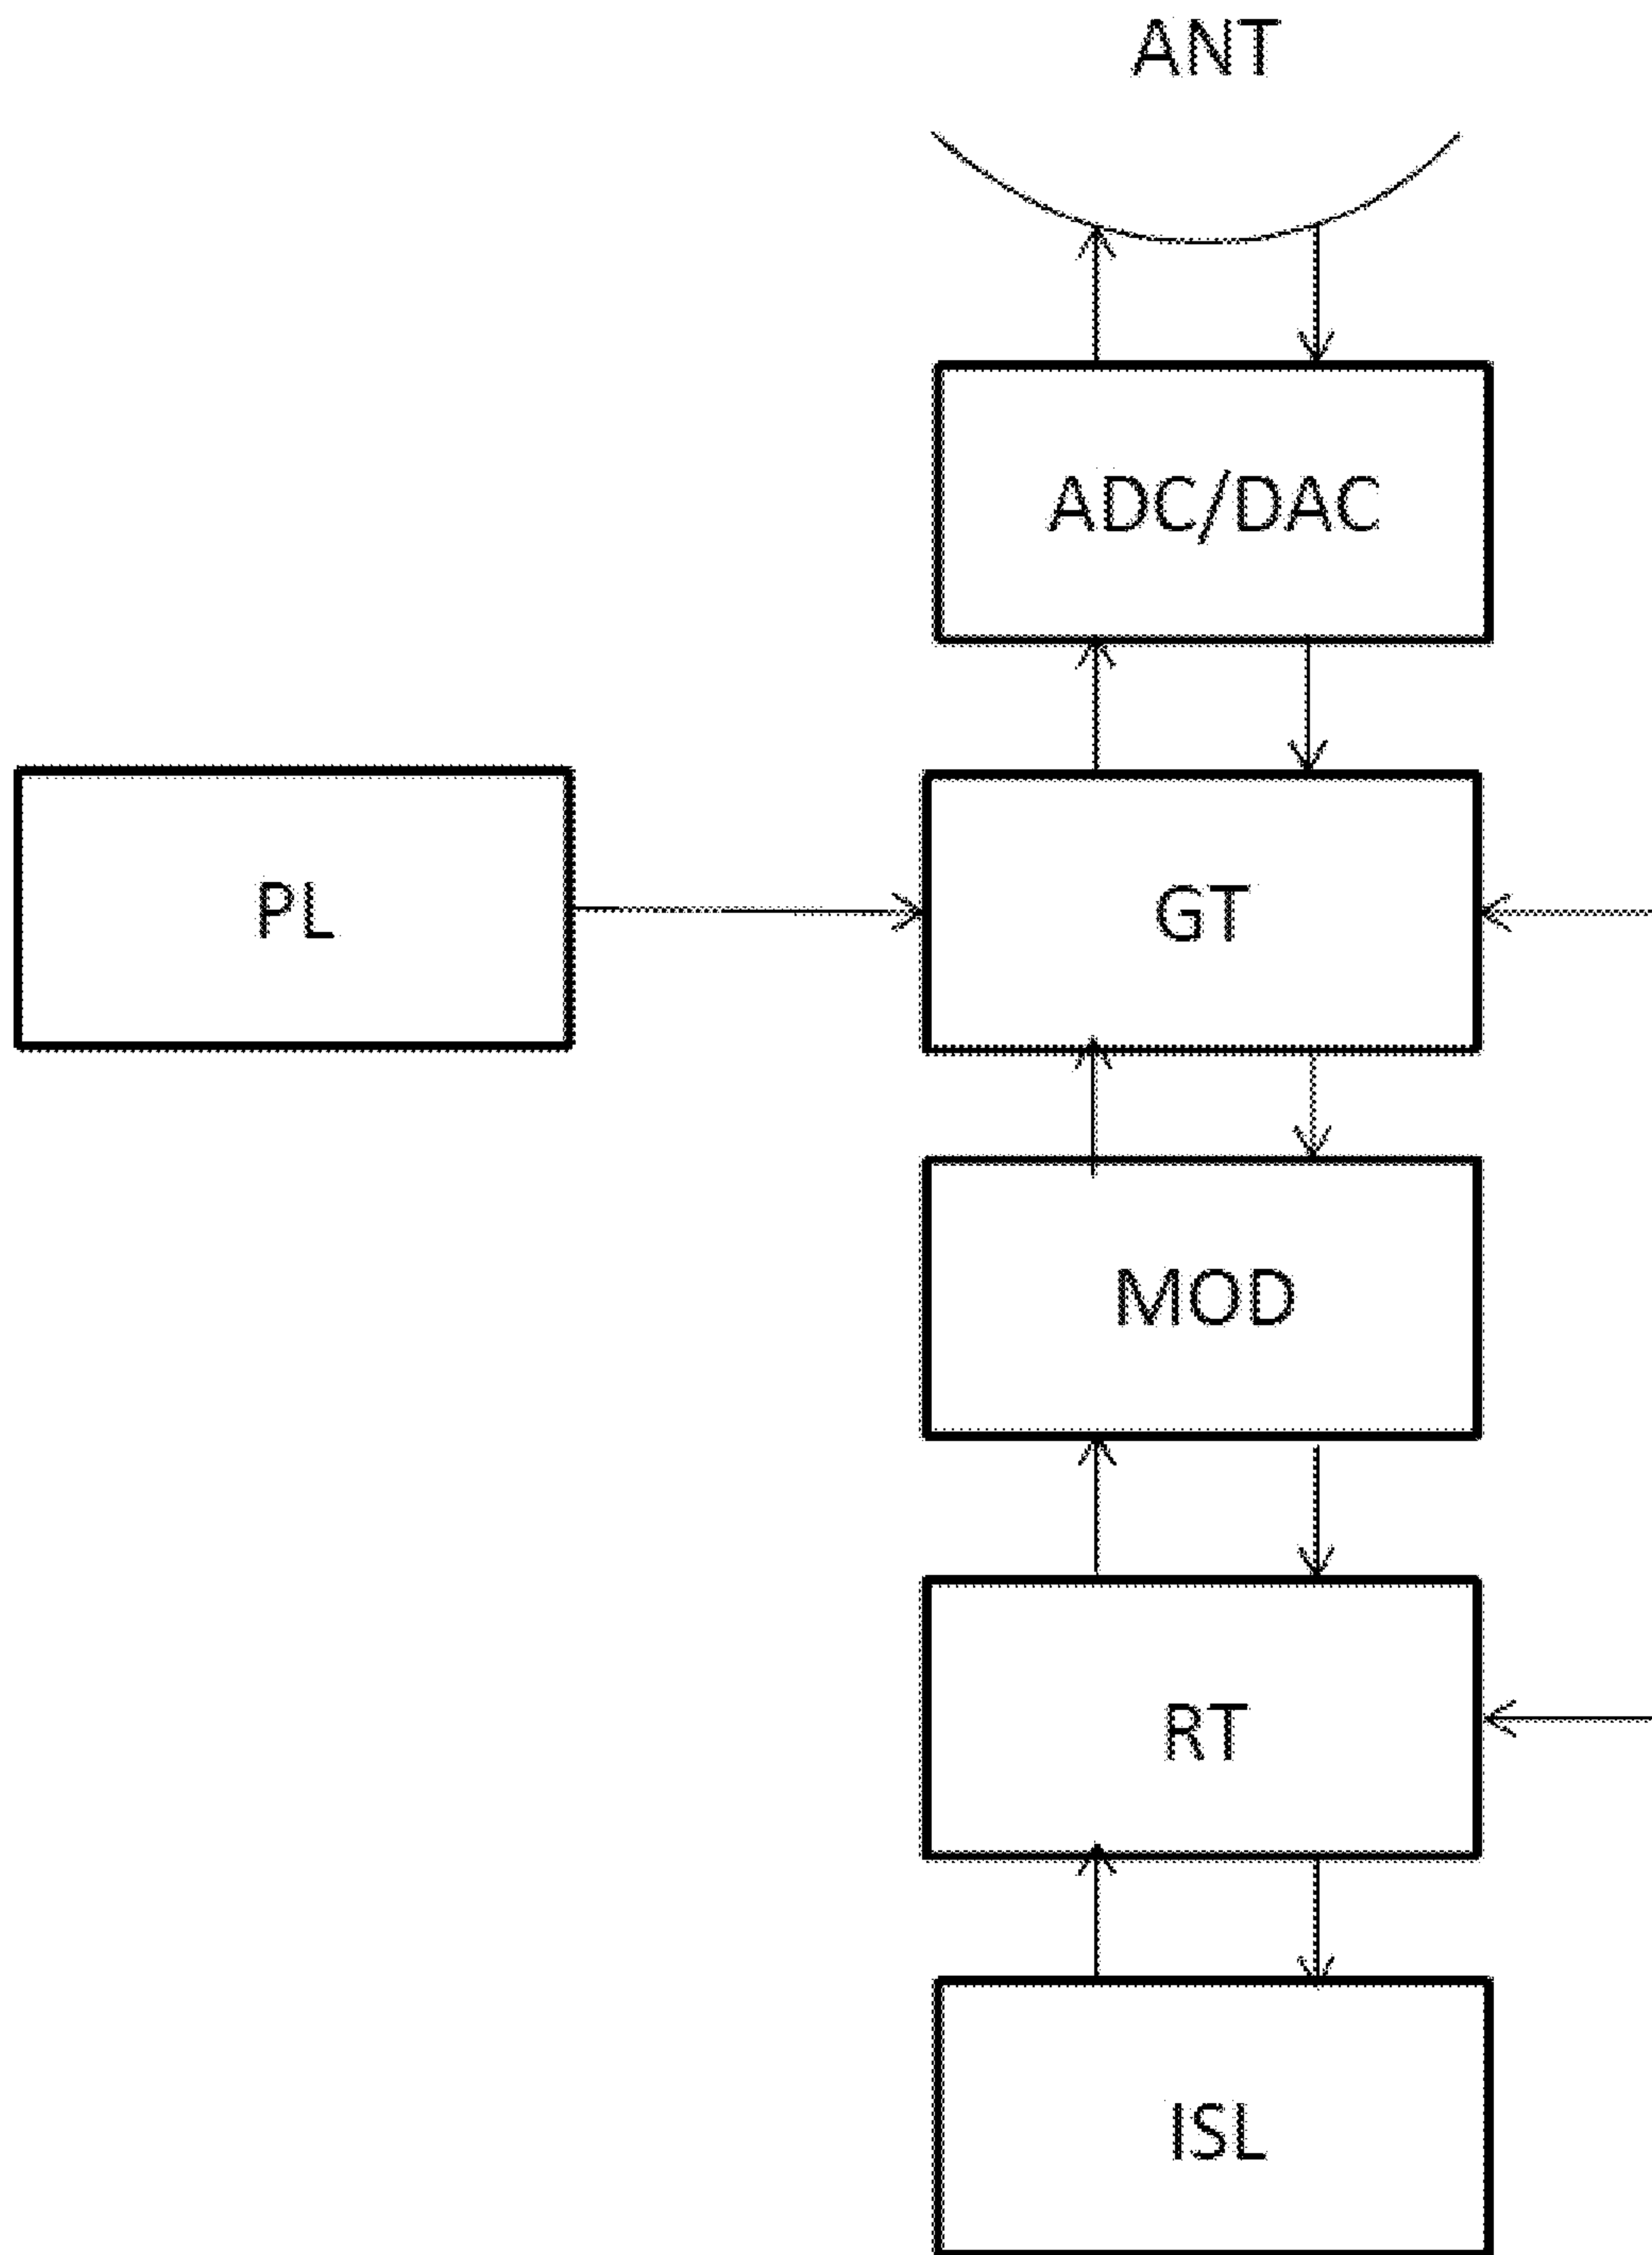 ANT
ADC/DAC
PL
GT
MOD
RT
ISL